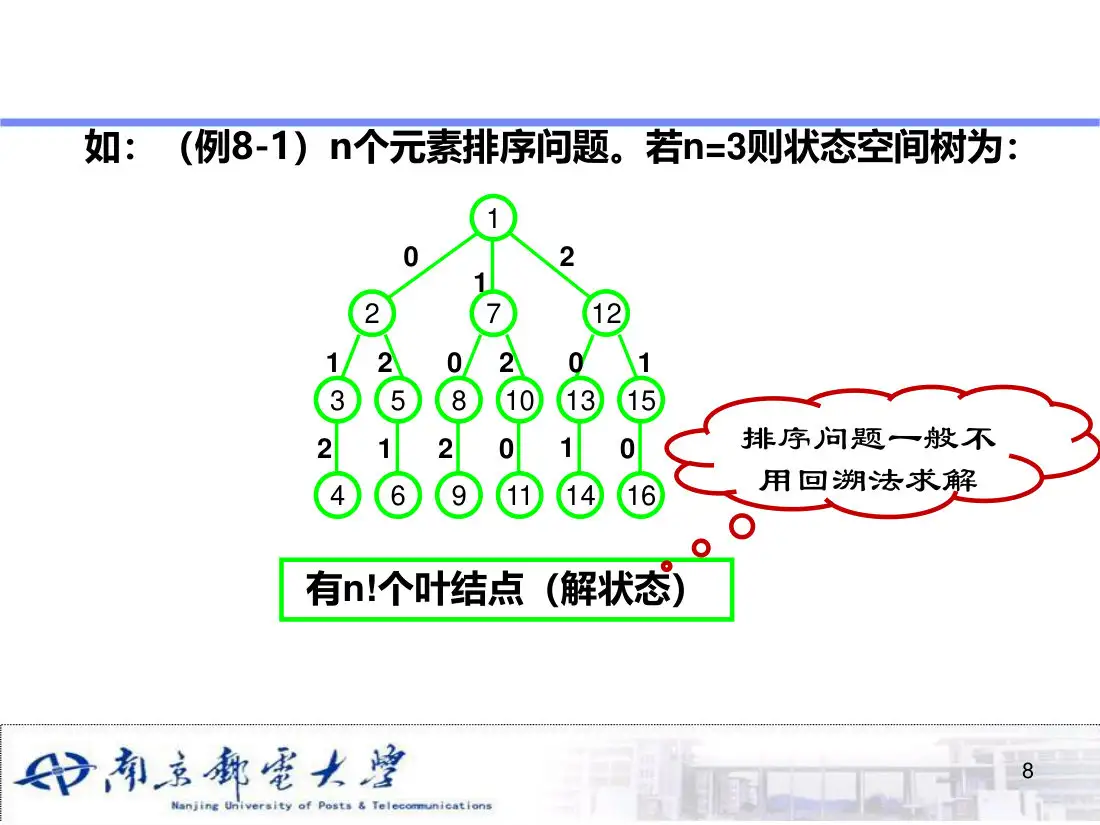 如：（例8-1）n个元素排序问题。若n=3则状态空间树为：
1
0
2
1
2
7
12
1 2 0 2 0 1
3 5 8 10 13 15
2 1 2 0 1 0
4 6 9 11 14 16
排序问题一般不
用回溯法求解
有n!个叶结点（解状态）
南京郵電大學
Nanjing University of Posts & Telecommunications
8